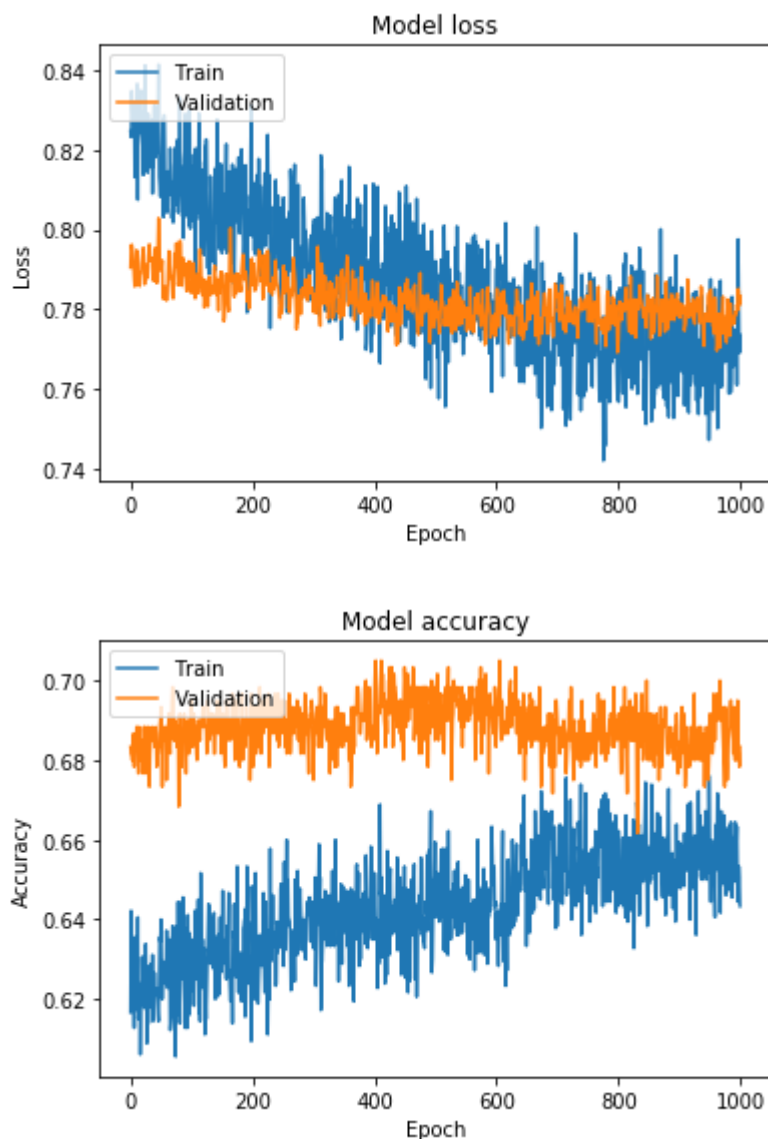 Model loss
Train
Validation
0.84
0.82
0.80
0.78
0.76
0.74
Loss
0 200 400 600 800 1000
Epoch
Model accuracy
Train
Validation
0.70
0.68
0.66
0.64
0.62
Accuracy
0 200 400 600 800 1000
Epoch